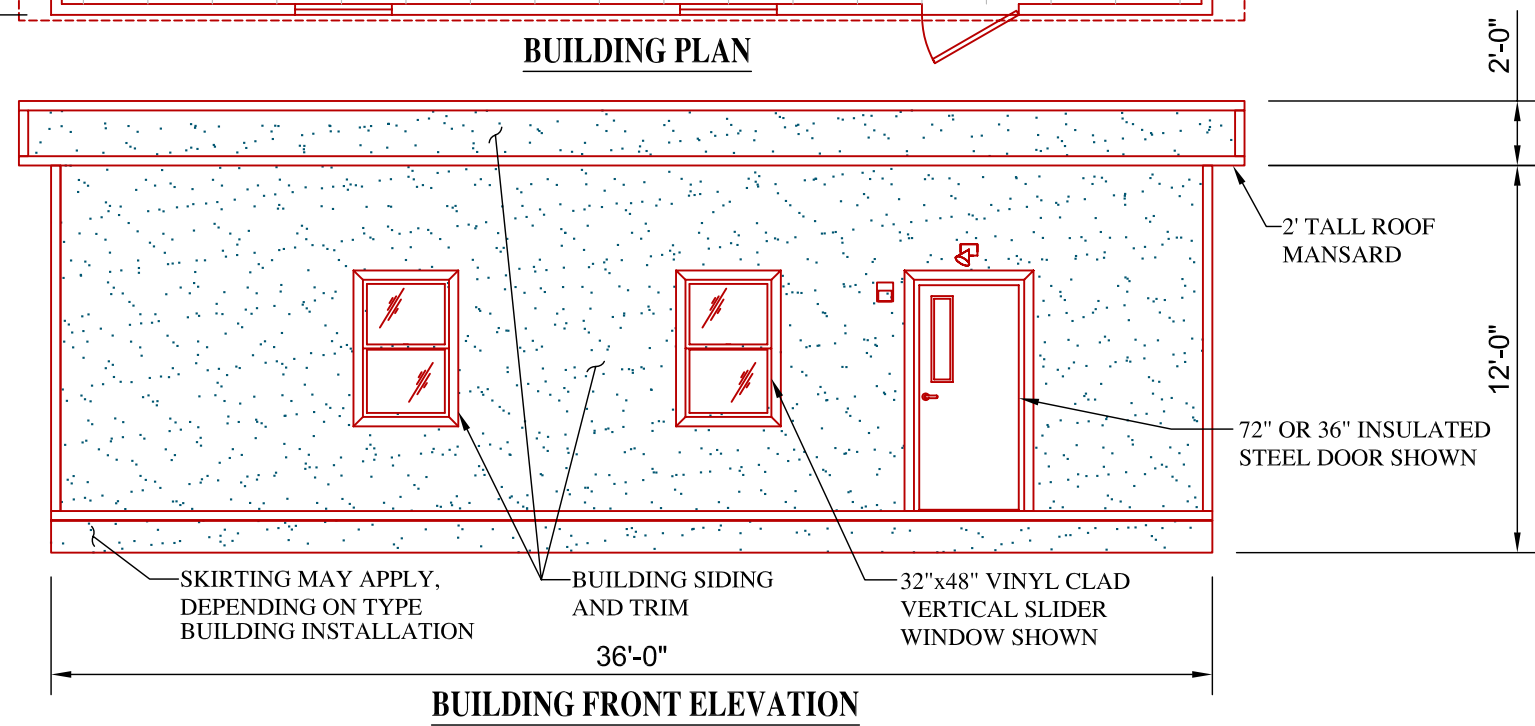 BUILDING PLAN
2'-0"
2' TALL ROOF
MANSARD
12'-0"
72" OR 36" INSULATED
STEEL DOOR SHOWN
SKIRTING MAY APPLY,
DEPENDING ON TYPE
BUILDING INSTALLATION
BUILDING SIDING
AND TRIM
32"x48" VINYL CLAD
VERTICAL SLIDER
WINDOW SHOWN
36'-0"
BUILDING FRONT ELEVATION